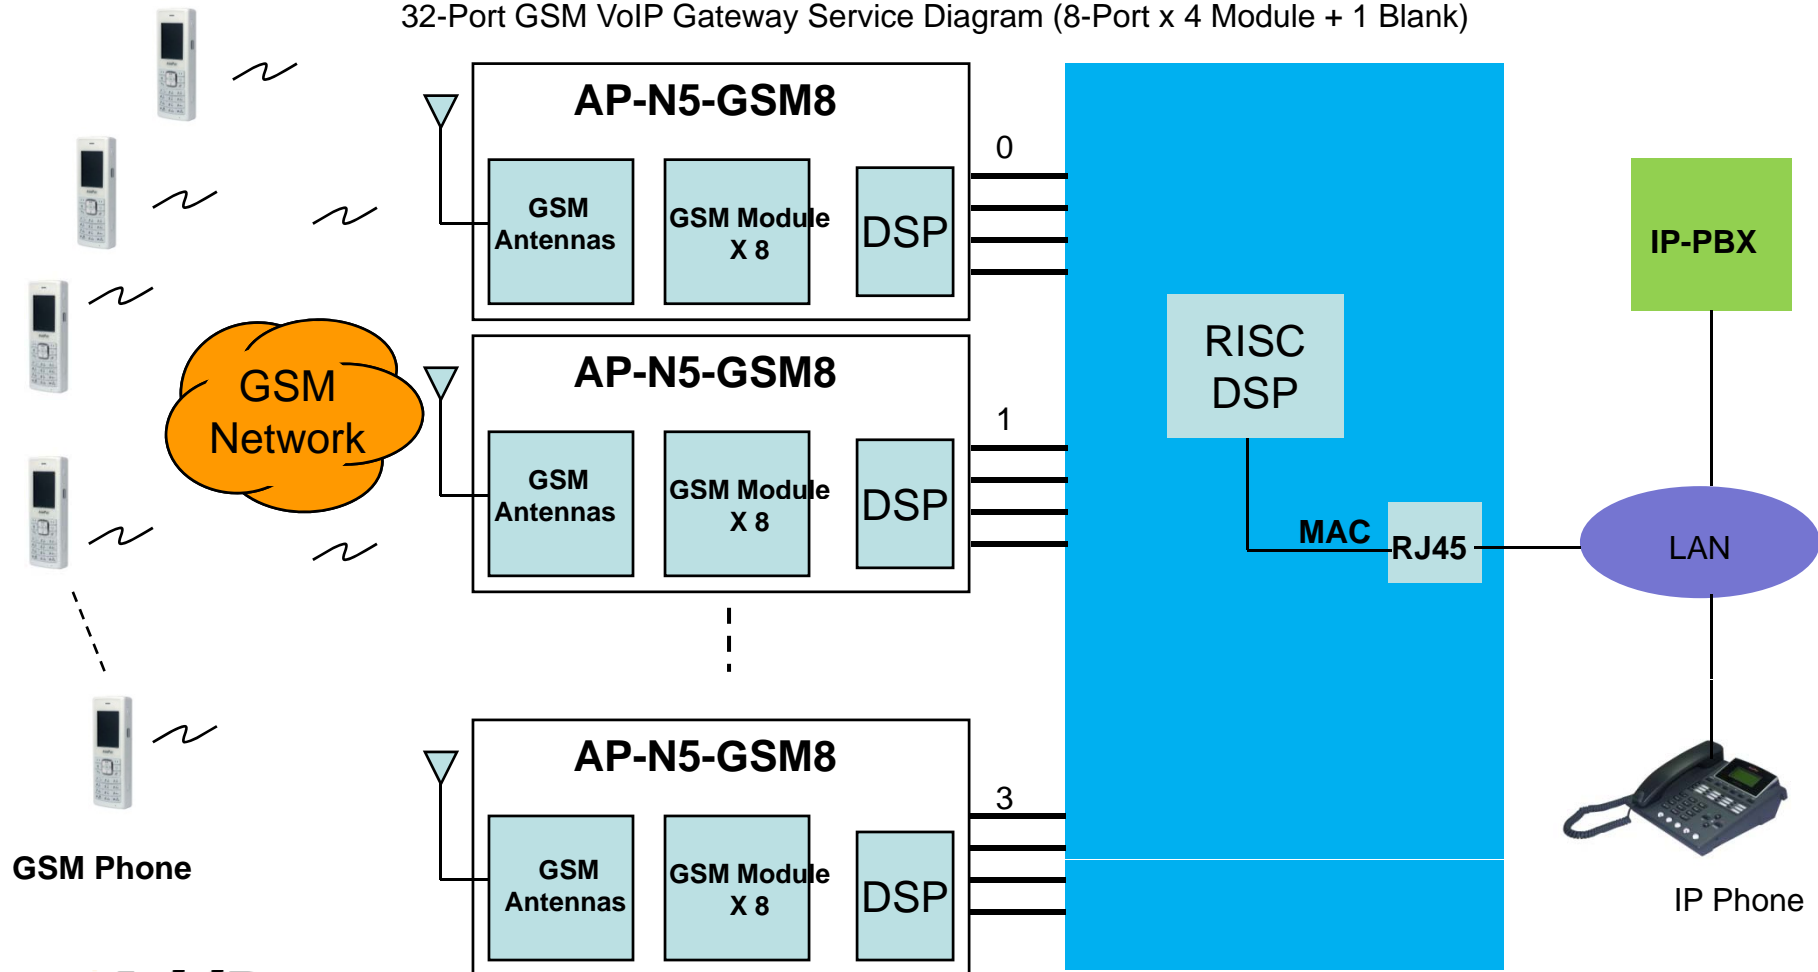 32-Port GSM VoIP Gateway Service Diagram (8-Port x 4 Module + 1 Blank)
AP-N5-GSM8
GSM
Antennas
GSM Module
X 8
DSP
0
AP-N5-GSM8
GSM
Antennas
GSM Module
X 8
DSP
1
AP-N5-GSM8
GSM
Antennas
GSM Module
X 8
DSP
3
GSM
Network
GSM Phone
RISC
DSP
MAC
RJ45
IP-PBX
LAN
IP Phone